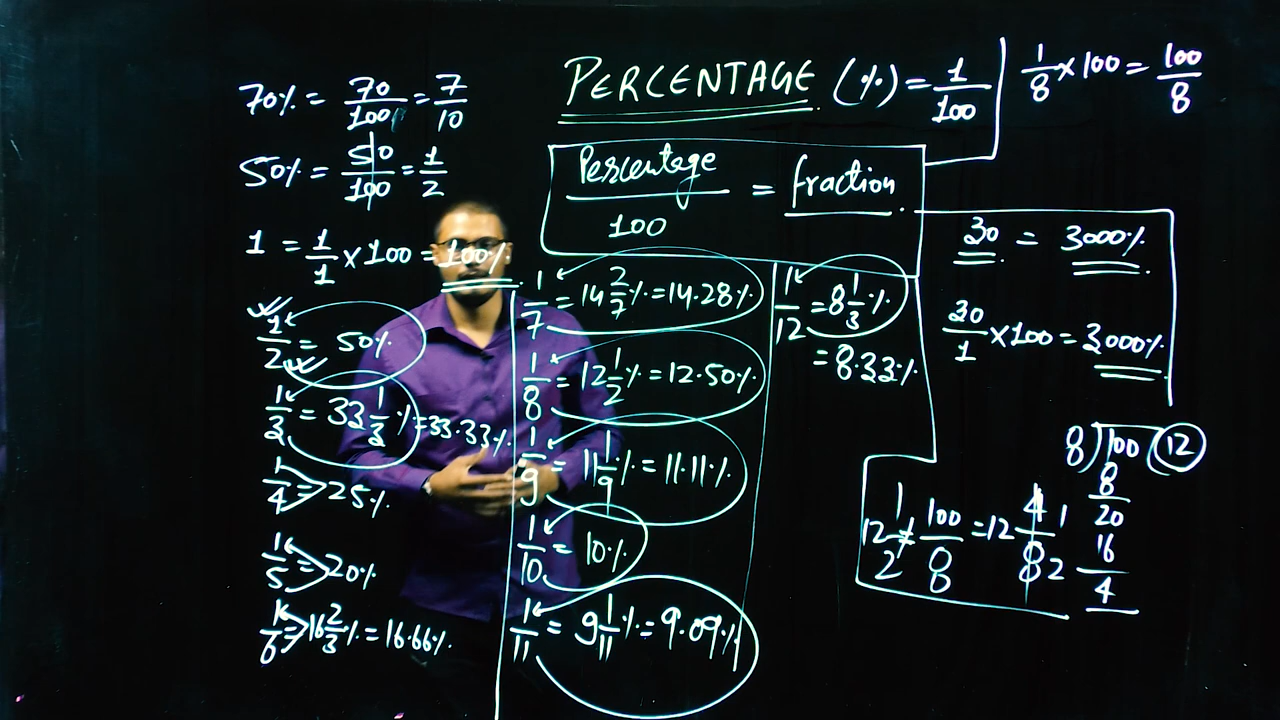 PERCENTAGE (%) = 1/100
1/8 × 100 = 100/8
70% = 70/100 = 7/10
50% = 50/100 = 1/2
Percentage/100 = fraction.
1 = 1/1 × 100 = 100%.
1/2 = 50%
1/3 = 33 1/3 % = 33.33%
1/4 = 25%
1/5 = 20%
1/6 = 16 2/3 % = 16.66%
1/7 = 14 2/7 % = 14.28%
1/8 = 12 1/2 % = 12.50%
1/9 = 11 1/9 % = 11.11%
1/10 = 10%
1/11 = 9 1/11 % = 9.09%
1/12 = 8 1/3 %
= 8.33%
30 = 3000%
30/1 × 100 = 3000%
8) 100 (12
8
20
16
4
12 1/2 = 100/8 = 12 4/8 1 2